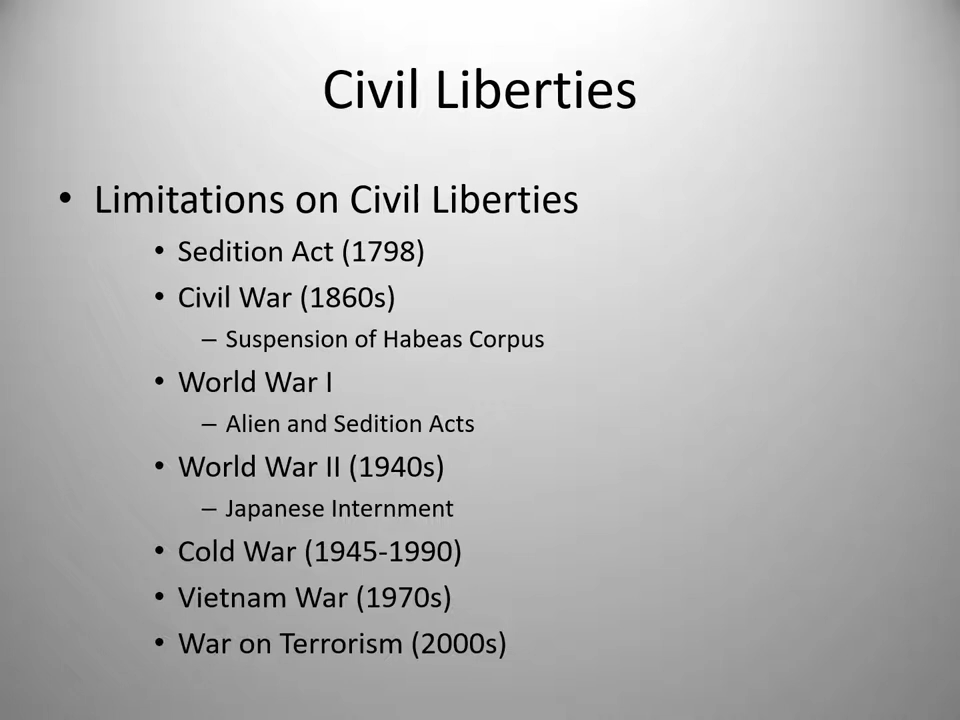 Civil Liberties
• Limitations on Civil Liberties
• Sedition Act (1798)
• Civil War (1860s)
– Suspension of Habeas Corpus
• World War I
– Alien and Sedition Acts
• World War II (1940s)
– Japanese Internment
• Cold War (1945-1990)
• Vietnam War (1970s)
• War on Terrorism (2000s)